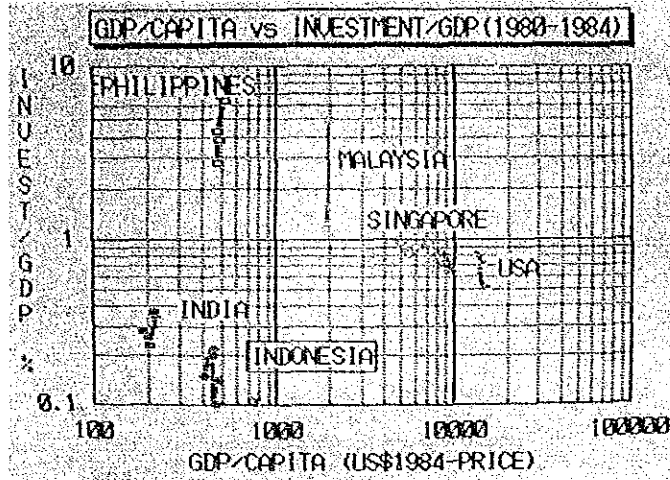 GDP/CAPITA vs INVESTMENT/GDP(1980-1984)
INVEST/GDP %
10
PHILIPPINES
MALAYSIA
SINGAPORE
1
USA
INDIA
INDONESIA
0.1
100 1000 10000 100000
GDP/CAPITA (US$1984-PRICE)